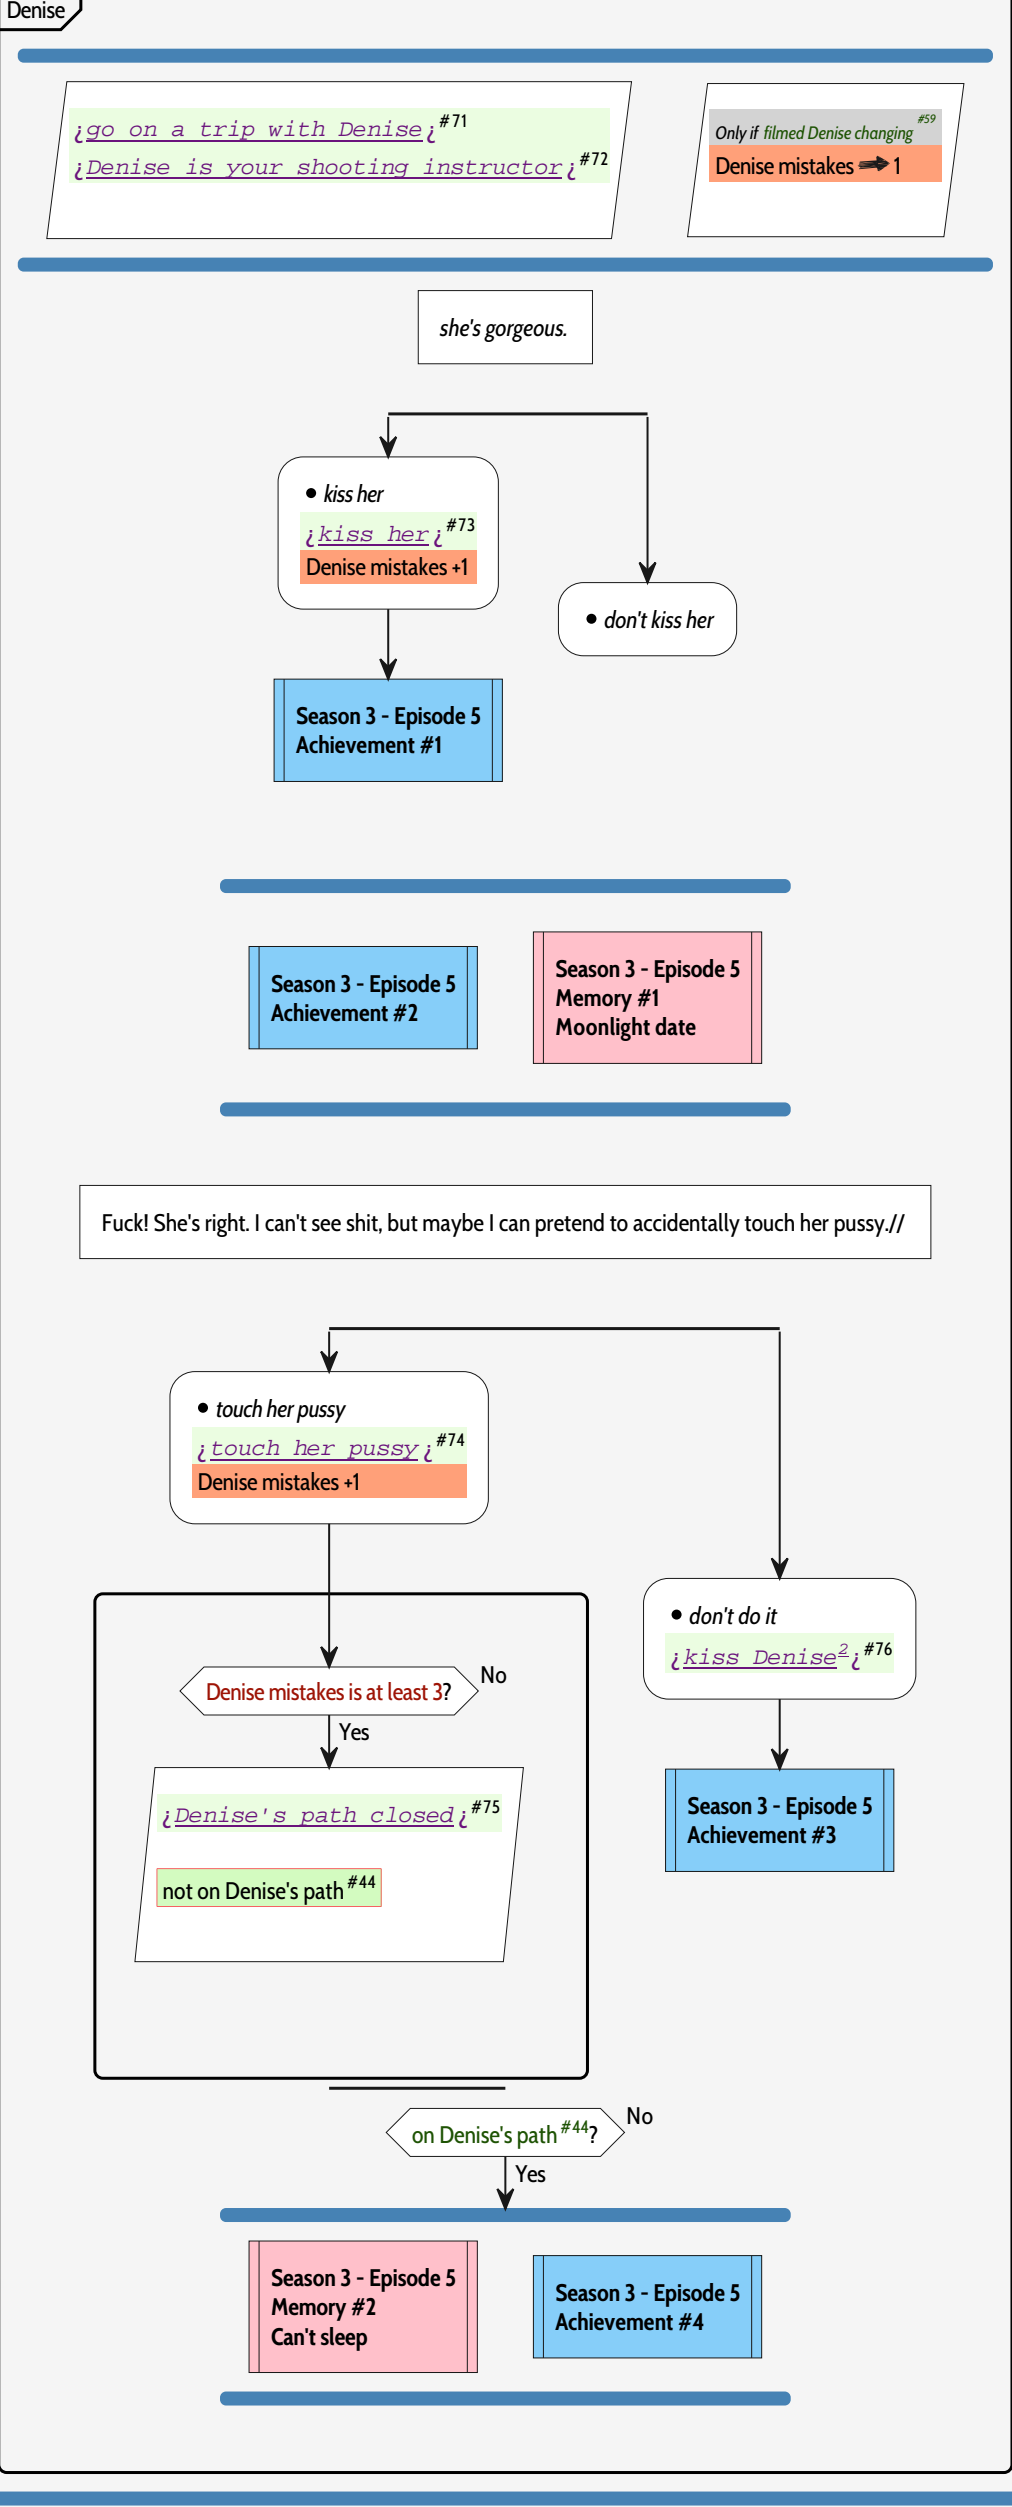 Denise
¿go on a trip with Denise¿#71
¿Denise is your shooting instructor¿#72
Only if filmed Denise changing #59
Denise mistakes ➡ 1
she's gorgeous.
• kiss her
¿kiss her¿#73
Denise mistakes +1
• don't kiss her
Season 3 - Episode 5
Achievement #1
Season 3 - Episode 5
Achievement #2
Season 3 - Episode 5
Memory #1
Moonlight date
Fuck! She's right. I can't see shit, but maybe I can pretend to accidentally touch her pussy.//
• touch her pussy
¿touch her pussy¿#74
Denise mistakes +1
• don't do it
¿kiss Denise²¿#76
Denise mistakes is at least 3?
No
Yes
¿Denise's path closed¿#75
not on Denise's path #44
Season 3 - Episode 5
Achievement #3
on Denise's path #44?
No
Yes
Season 3 - Episode 5
Memory #2
Can't sleep
Season 3 - Episode 5
Achievement #4